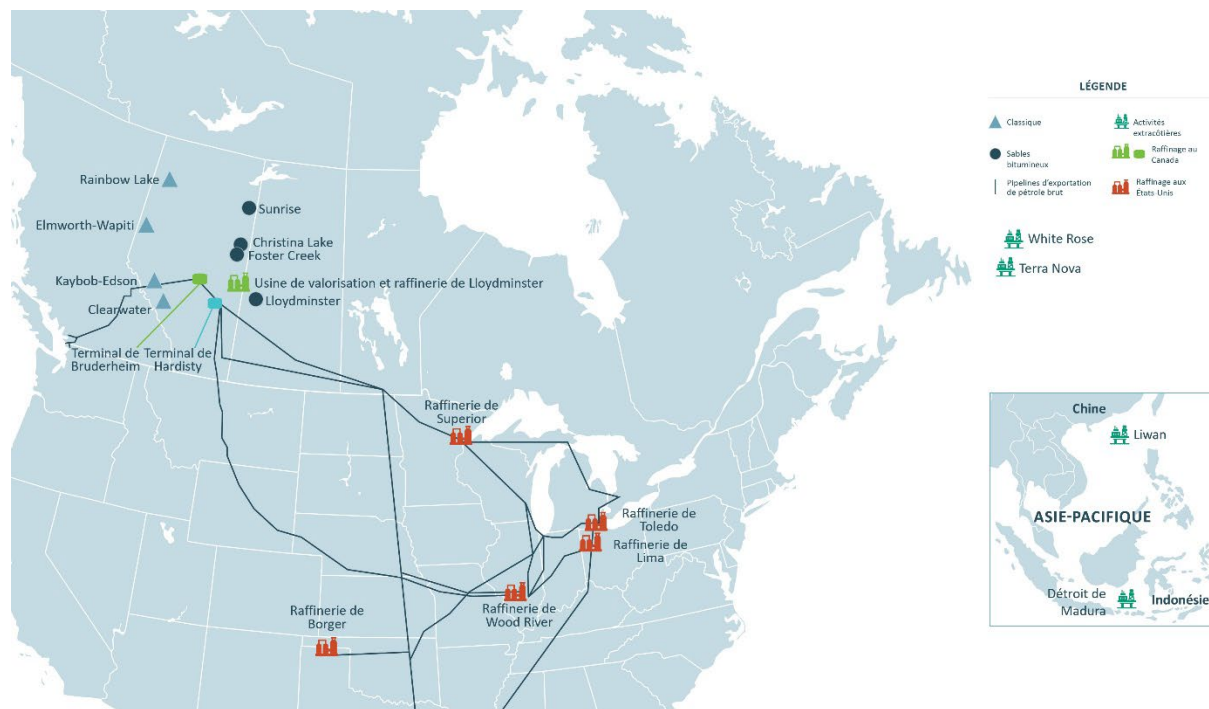 LÉGENDE
Classique
Activités
extracôtières
Sables
bitumineux
Raffinage au
Canada
Pipelines d'exportation
de pétrole brut
Raffinage aux
États-Unis
White Rose
Terra Nova
Rainbow Lake
Sunrise
Elmworth-Wapiti
Christina Lake
Foster Creek
Kaybob-Edson
Usine de valorisation et raffinerie de Lloydminster
Clearwater
Lloydminster
Terminal de
Bruderheim
Terminal de
Hardisty
Raffinerie de
Superior
Raffinerie de
Toledo
Raffinerie de
Lima
Raffinerie de
Wood River
Raffinerie de
Borger
Chine
Liwan
ASIE-PACIFIQUE
Détroit de
Madura
Indonésie